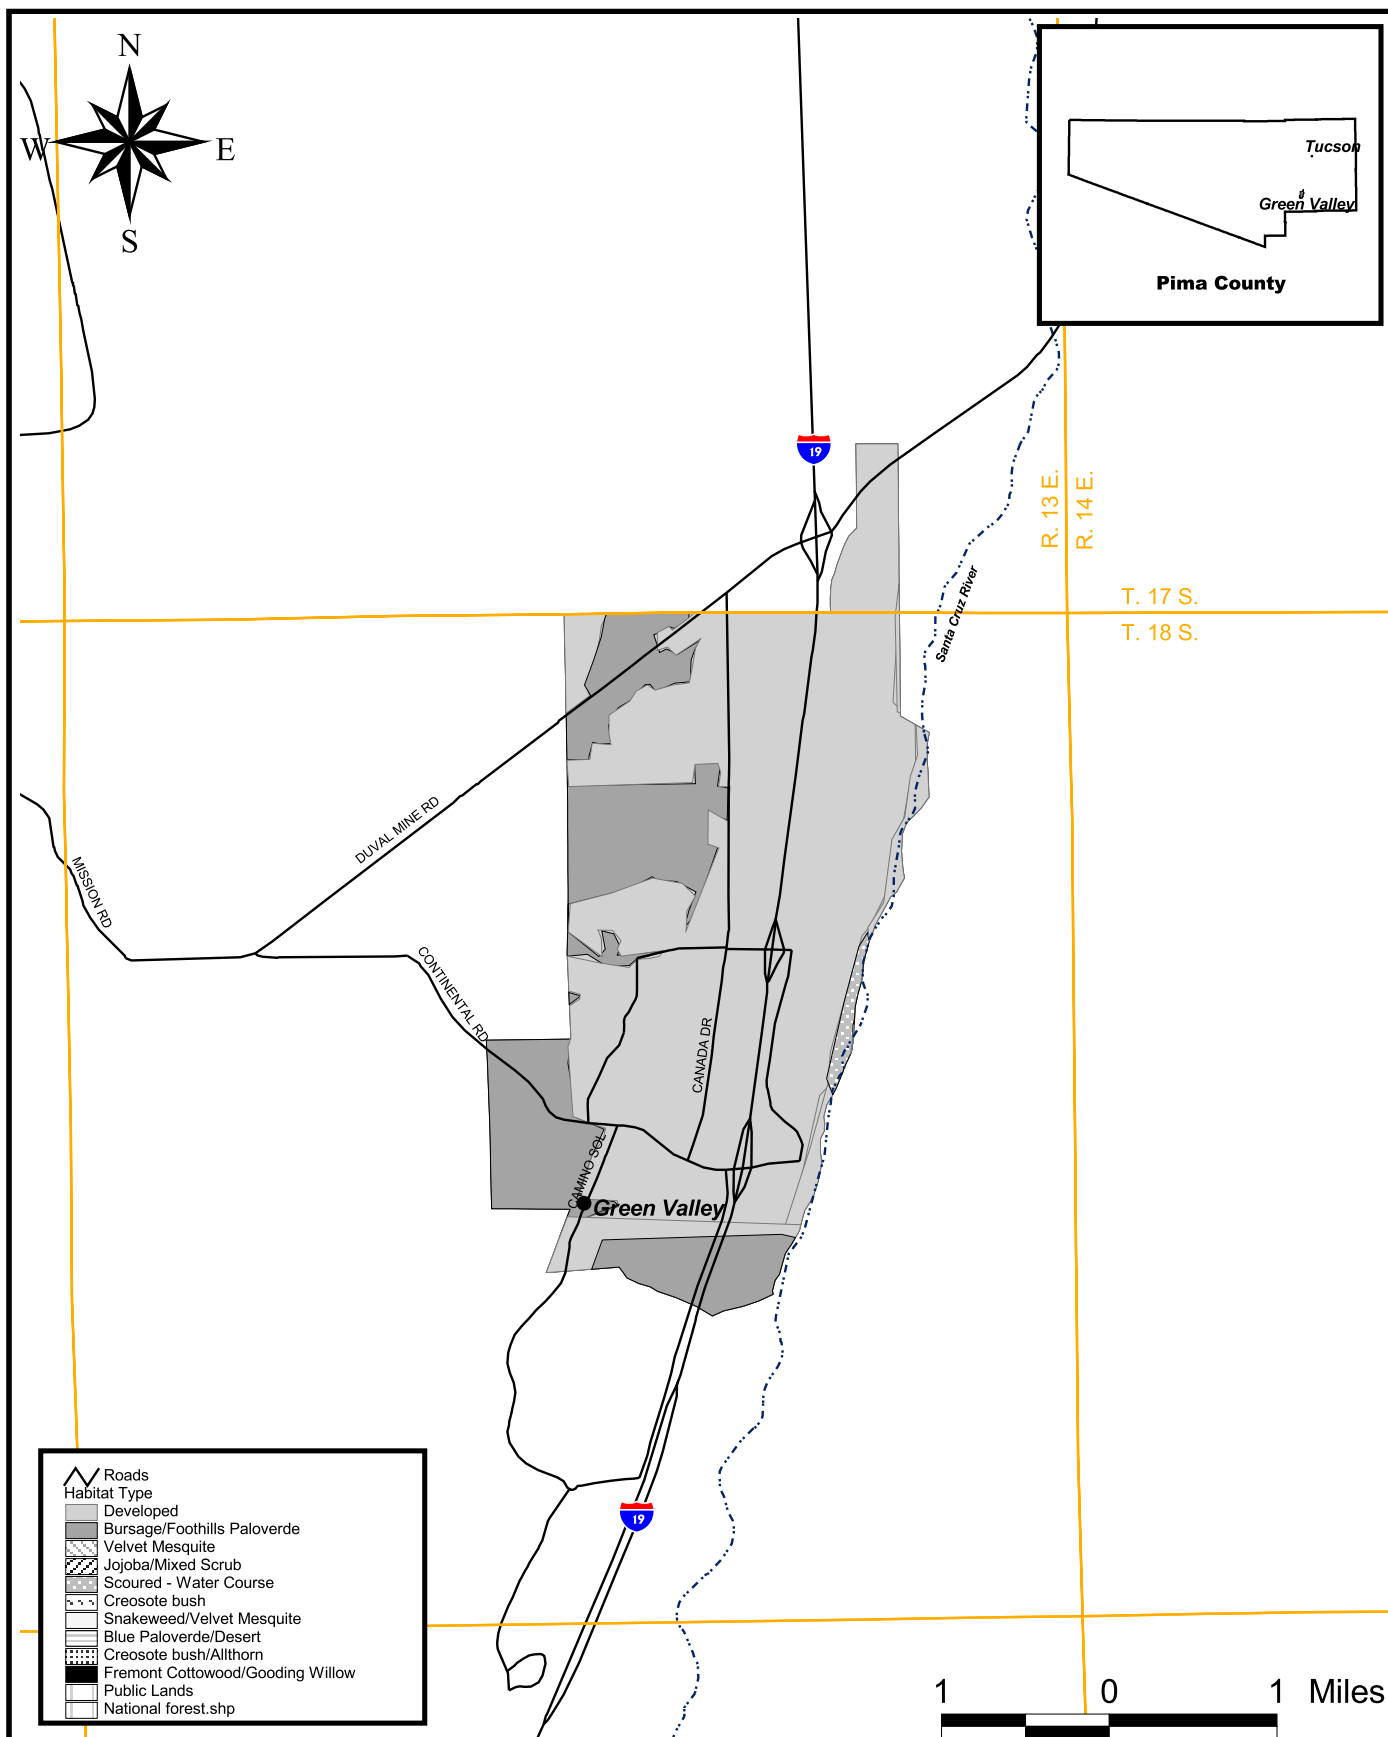 N
W
E
S
Tucson
Green Valley
Pima County
19
R. 13 E.
R. 14 E.
Santa Cruz River
T. 17 S.
T. 18 S.
DUVAL MINE RD
MISSION RD
CONTINENTAL RD
CANADA DR
CAMINO SOL
Green Valley
19
Roads
Habitat Type
Developed
Bursage/Foothills Paloverde
Velvet Mesquite
Jojoba/Mixed Scrub
Scoured - Water Course
Creosote bush
Snakeweed/Velvet Mesquite
Blue Paloverde/Desert
Creosote bush/Allthorn
Fremont Cottowood/Gooding Willow
Public Lands
National forest.shp
1 0 1 Miles